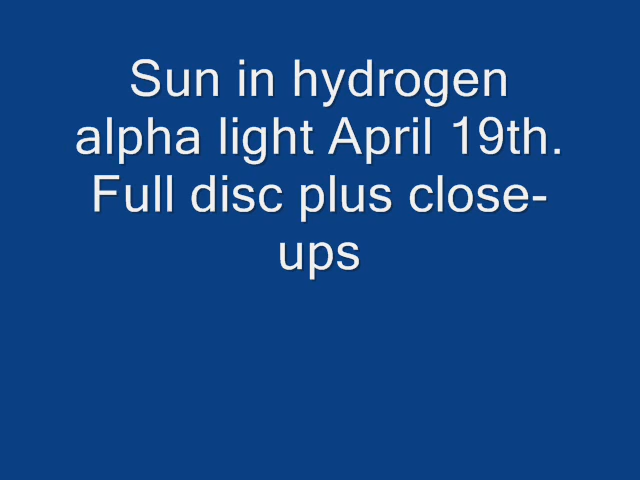 Sun in hydrogen
alpha light April 19th.
Full disc plus close-
ups